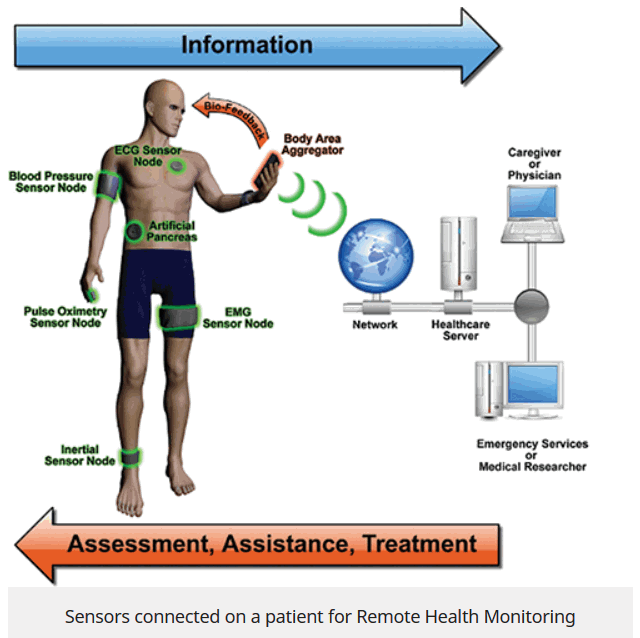 Information
Bio-Feedback
ECG Sensor
Node
Body Area
Aggregator
Blood Pressure
Sensor Node
Caregiver
or
Physician
Artificial
Pancreas
Pulse Oximetry
Sensor Node
EMG
Sensor Node
Network
Healthcare
Server
Inertial
Sensor Node
Emergency Services
or
Medical Researcher
Assessment, Assistance, Treatment
Sensors connected on a patient for Remote Health Monitoring